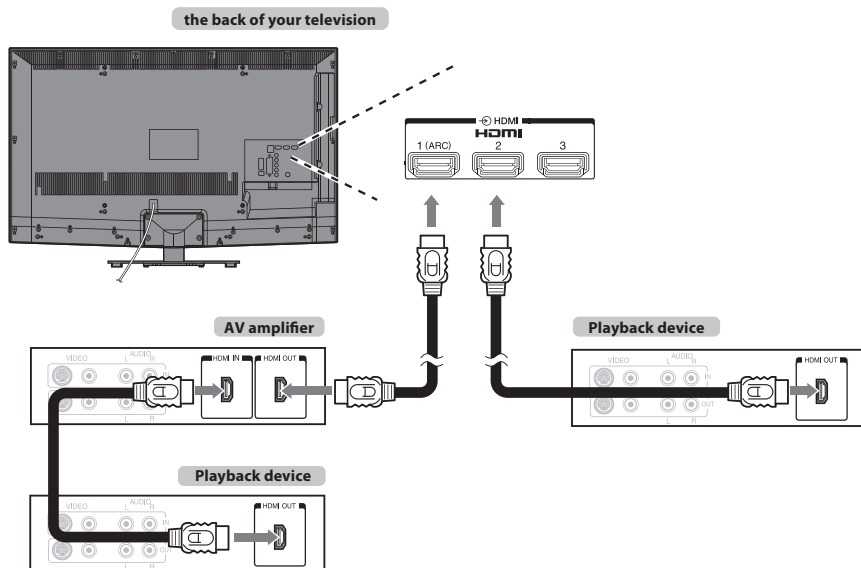 the back of your television
HDMI
HDMI
1 (ARC) 2 3
AV amplifier
VIDEO L AUDIO R
IN
HDMI IN HDMI OUT
L R
Playback device
VIDEO L AUDIO R
IN
OUT
L R
HDMI OUT
Playback device
VIDEO L AUDIO R
IN
OUT
L R
HDMI OUT